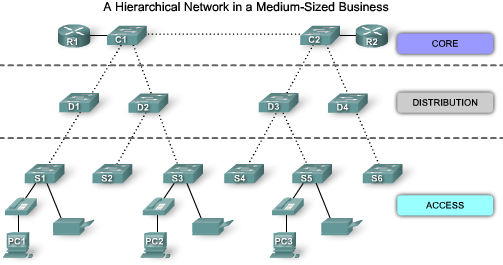 A Hierarchical Network in a Medium-Sized Business
R1 C1 C2 R2 CORE
D1 D2 D3 D4 DISTRIBUTION
S1 S2 S3 S4 S5 S6
ACCESS
PC1 PC2 PC3